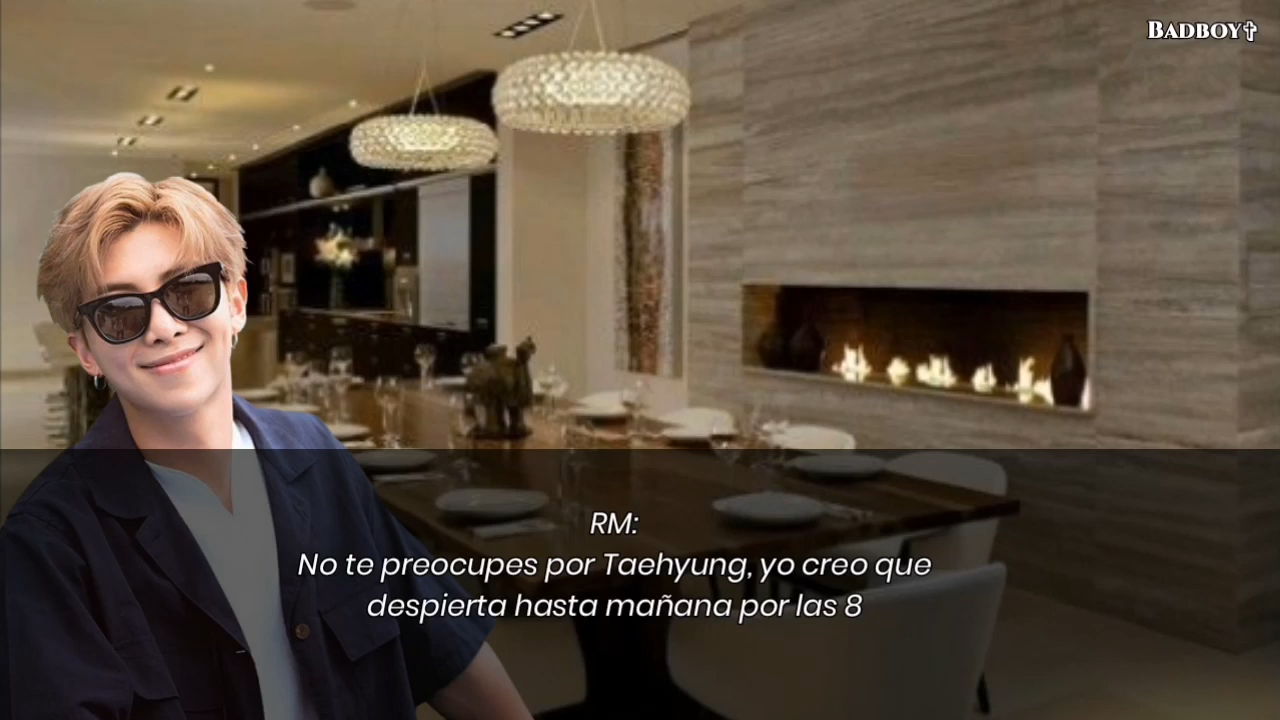 BADBOY✞
RM:
No te preocupes por Taehyung, yo creo que
despierta hasta mañana por las 8